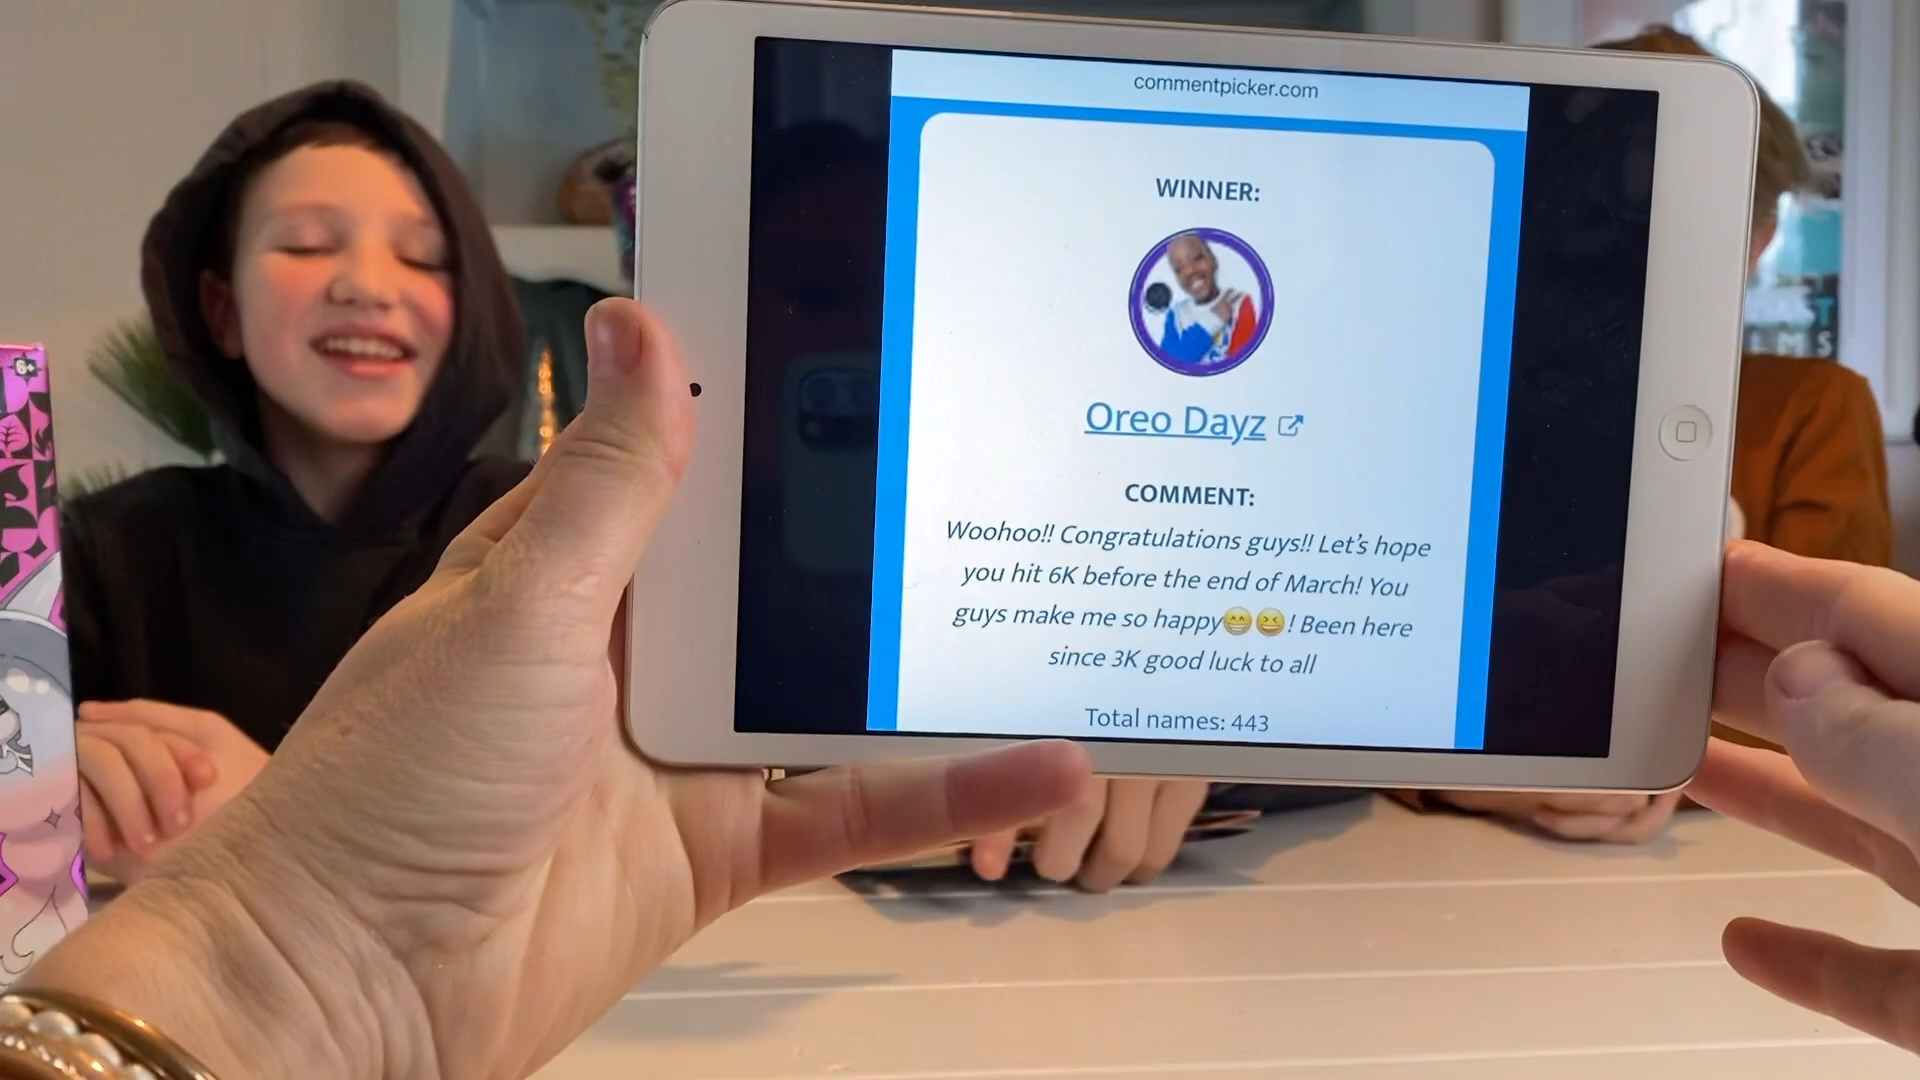 commentpicker.com
WINNER:
Oreo Dayz
COMMENT:
Woohoo!! Congratulations guys!! Let's hope
you hit 6K before the end of March! You
guys make me so happy😁😆! Been here
since 3K good luck to all
Total names: 443
6+
LMS